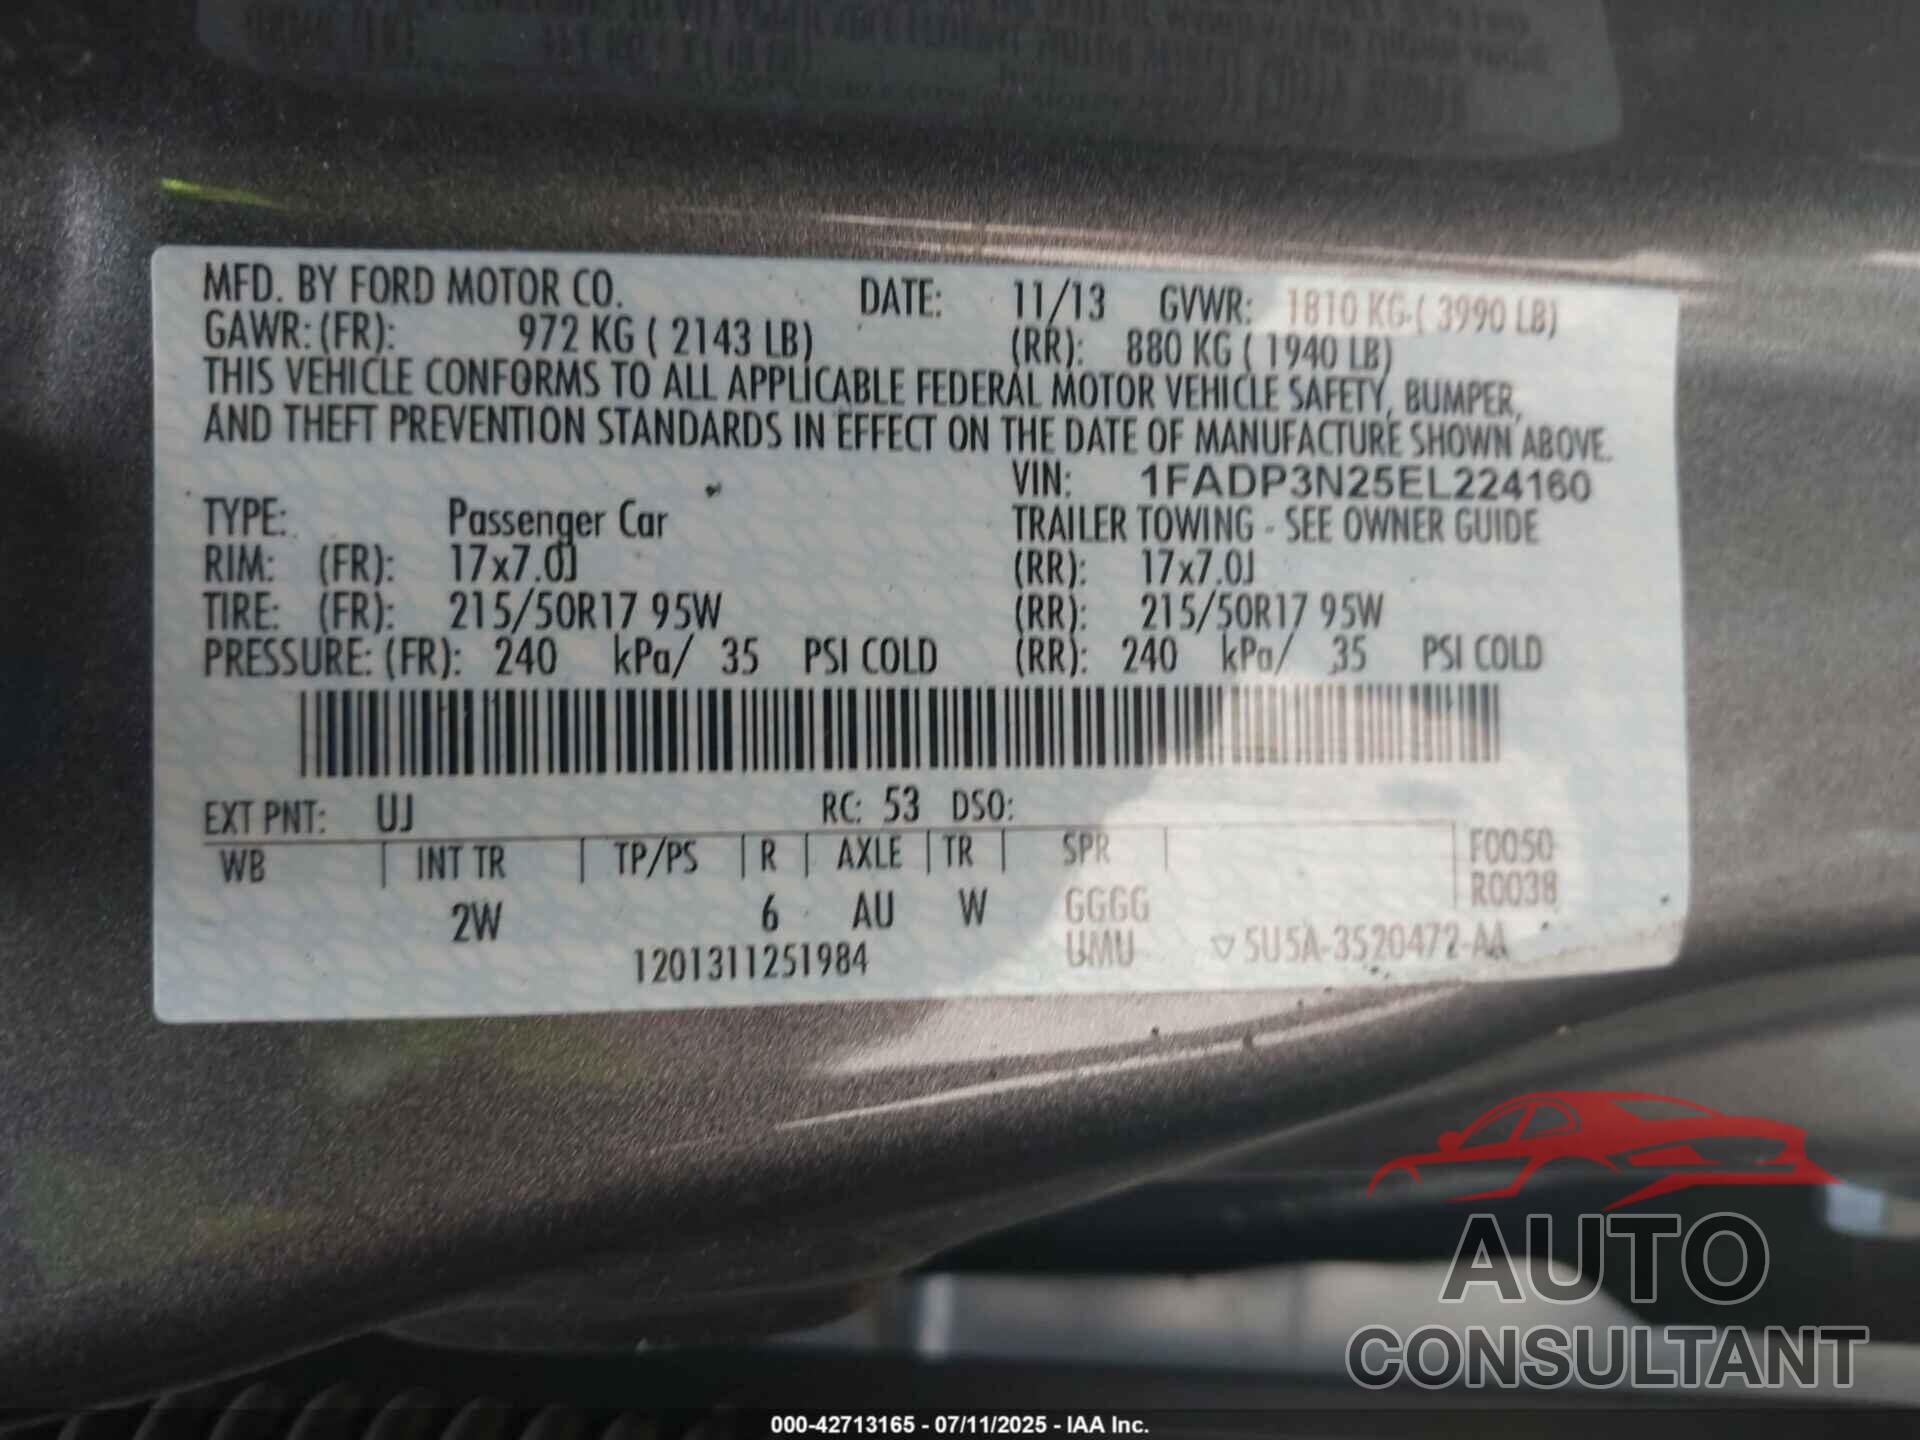 MFD. BY FORD MOTOR CO. DATE: 11/13 GVWR: 1810 KG ( 3990 LB)
GAWR: (FR): 972 KG ( 2143 LB) (RR): 880 KG ( 1940 LB)
THIS VEHICLE CONFORMS TO ALL APPLICABLE FEDERAL MOTOR VEHICLE SAFETY, BUMPER,
AND THEFT PREVENTION STANDARDS IN EFFECT ON THE DATE OF MANUFACTURE SHOWN ABOVE.
VIN: 1FADP3N25EL224160
TYPE: Passenger Car TRAILER TOWING - SEE OWNER GUIDE
RIM: (FR): 17x7.0J (RR): 17x7.0J
TIRE: (FR): 215/50R17 95W (RR): 215/50R17 95W
PRESSURE: (FR): 240 kPa/ 35 PSI COLD (RR): 240 kPa/ 35 PSI COLD
EXT PNT: UJ RC: 53 DSO:
WB | INT TR | TP/PS | R | AXLE | TR | SPR | F0050
R0038
2W 6 AU W GGGG
1201311251984 UMU ▽5U5A-3520472-AA
AUTO
CONSULTANT
000-42713165 - 07/11/2025 - IAA Inc.